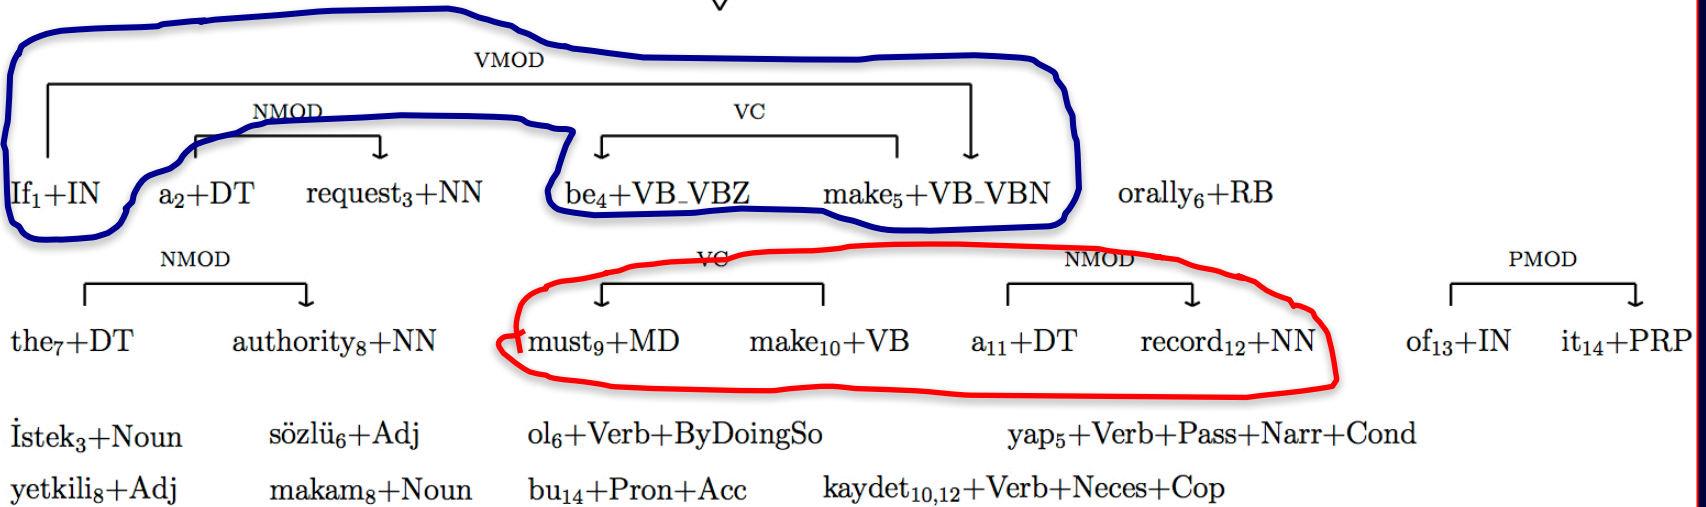 VMOD
NMOD VC
If₁+IN a₂+DT request₃+NN be₄+VB_VBZ make₅+VB_VBN orally₆+RB
NMOD VC NMOD PMOD
the₇+DT authority₈+NN must₉+MD make₁₀+VB a₁₁+DT record₁₂+NN of₁₃+IN it₁₄+PRP
İstek₃+Noun sözlü₆+Adj ol₆+Verb+ByDoingSo yap₅+Verb+Pass+Narr+Cond
yetkili₈+Adj makam₈+Noun bu₁₄+Pron+Acc kaydet₁₀,₁₂+Verb+Neces+Cop